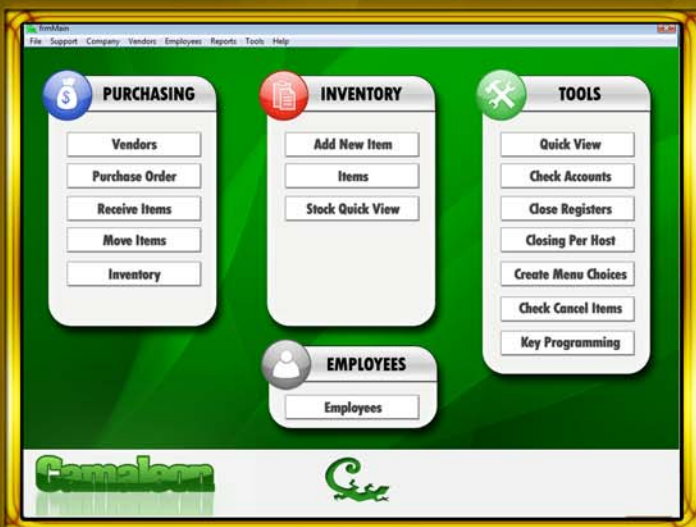 frmMain
File Support Company Vendors Employees Reports Tools Help
PURCHASING
Vendors
Purchase Order
Receive Items
Move Items
Inventory
INVENTORY
Add New Item
Items
Stock Quick View
TOOLS
Quick View
Check Accounts
Close Registers
Closing Per Host
Create Menu Choices
Check Cancel Items
Key Programming
EMPLOYEES
Employees
Camaleon